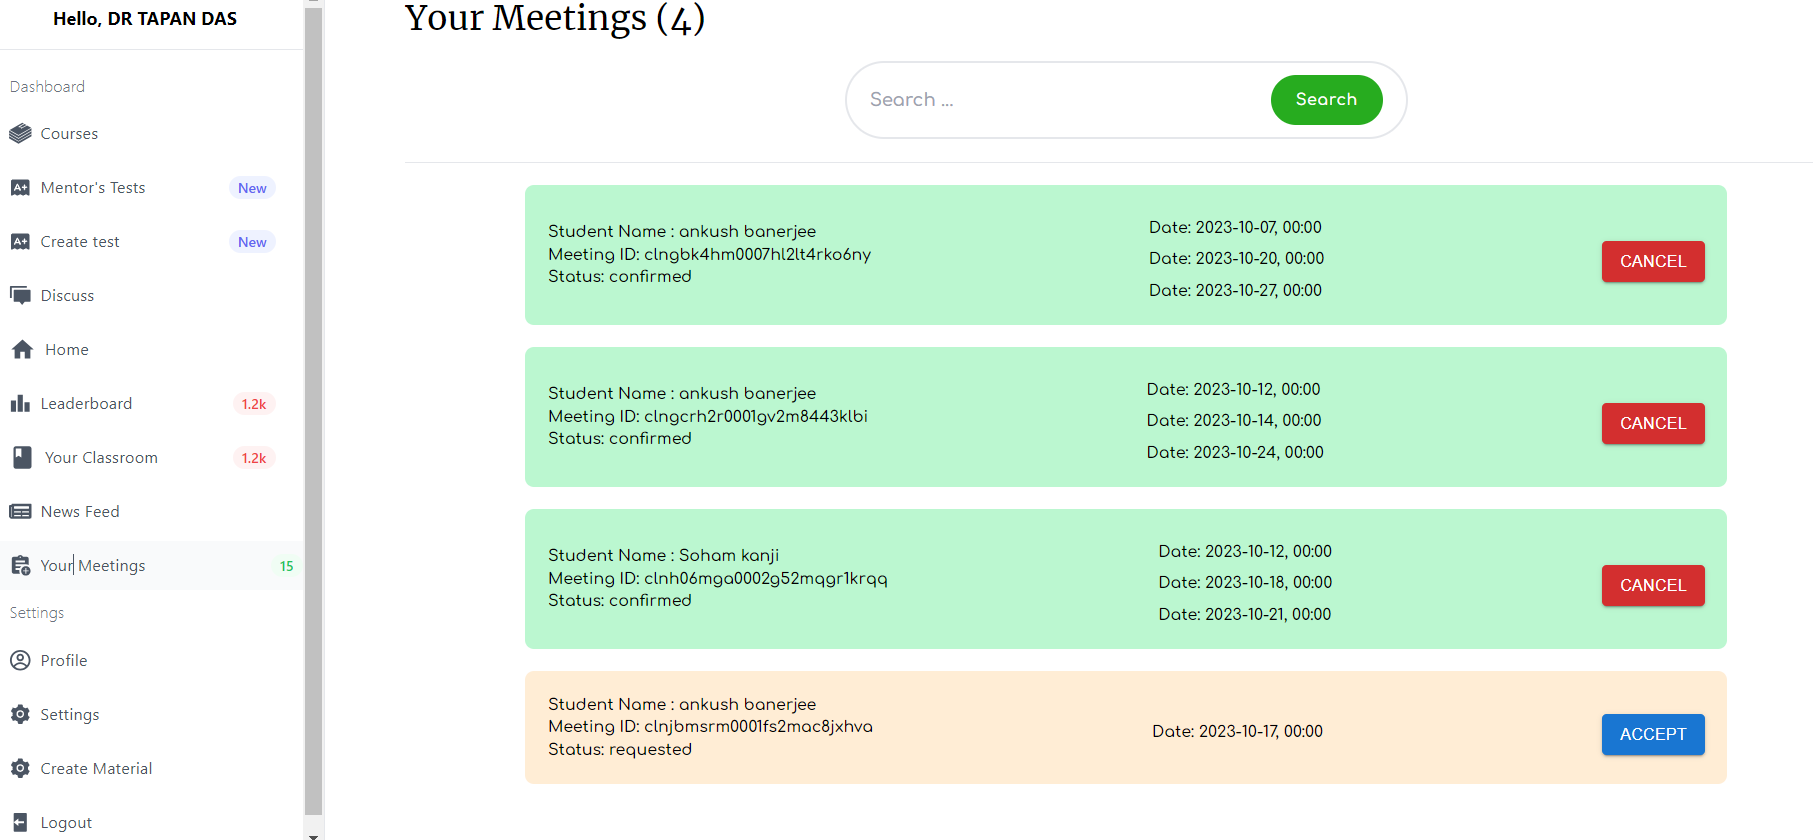 Hello, DR TAPAN DAS
Dashboard
Courses
Mentor's Tests New
Create test New
Discuss
Home
Leaderboard 1.2k
Your Classroom 1.2k
News Feed
Your Meetings 15
Settings
Profile
Settings
Create Material
Logout
Your Meetings (4)
Search ... Search
Student Name : ankush banerjee
Meeting ID: clngbk4hm0007hl2lt4rko6ny
Status: confirmed
Date: 2023-10-07, 00:00
Date: 2023-10-20, 00:00
Date: 2023-10-27, 00:00
CANCEL
Student Name : ankush banerjee
Meeting ID: clngcrh2r0001gv2m8443klbi
Status: confirmed
Date: 2023-10-12, 00:00
Date: 2023-10-14, 00:00
Date: 2023-10-24, 00:00
CANCEL
Student Name : Soham kanji
Meeting ID: clnh06mga0002g52mqgr1krqq
Status: confirmed
Date: 2023-10-12, 00:00
Date: 2023-10-18, 00:00
Date: 2023-10-21, 00:00
CANCEL
Student Name : ankush banerjee
Meeting ID: clnjbmsrm0001fs2mac8jxhva
Status: requested
Date: 2023-10-17, 00:00
ACCEPT